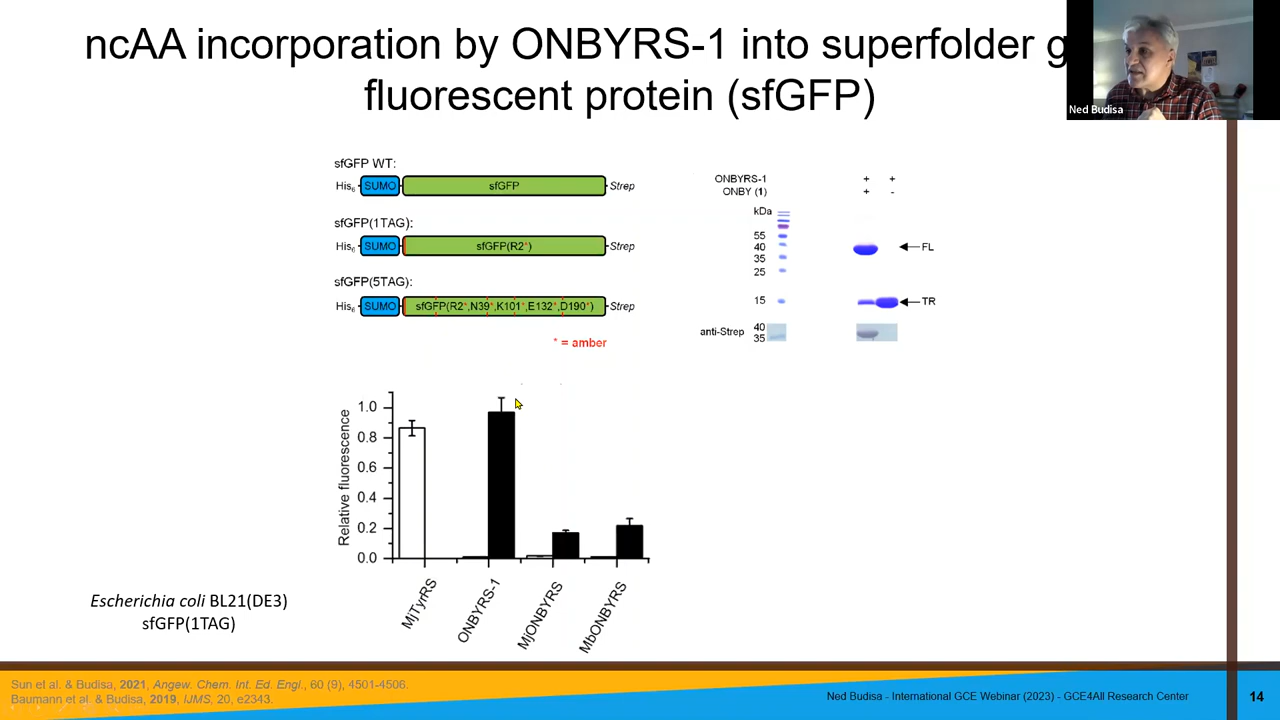 ncAA incorporation by ONBYRS-1 into superfolder g
fluorescent protein (sfGFP)
Ned Budisa
sfGFP WT:
His6 SUMO sfGFP Strep
sfGFP(1TAG):
His6 SUMO sfGFP(R2*) Strep
sfGFP(5TAG):
His6 SUMO sfGFP(R2*,N39*,K101*,E132*,D190*) Strep
* = amber
ONBYRS-1 + +
ONBY (1) + -
kDa
55
40 FL
35
25
15 TR
anti-Strep 40
35
Relative fluorescence
1.0
0.8
0.6
0.4
0.2
0.0
MjTyrRS
ONBYRS-1
MjONBYRS
MbONBYRS
Escherichia coli BL21(DE3)
sfGFP(1TAG)
Sun et al. & Budisa, 2021, Angew. Chem. Int. Ed. Engl., 60 (9), 4501-4506.
Baumann et al. & Budisa, 2019, IJMS, 20, e2343.
Ned Budisa - International GCE Webinar (2023) - GCE4All Research Center
14